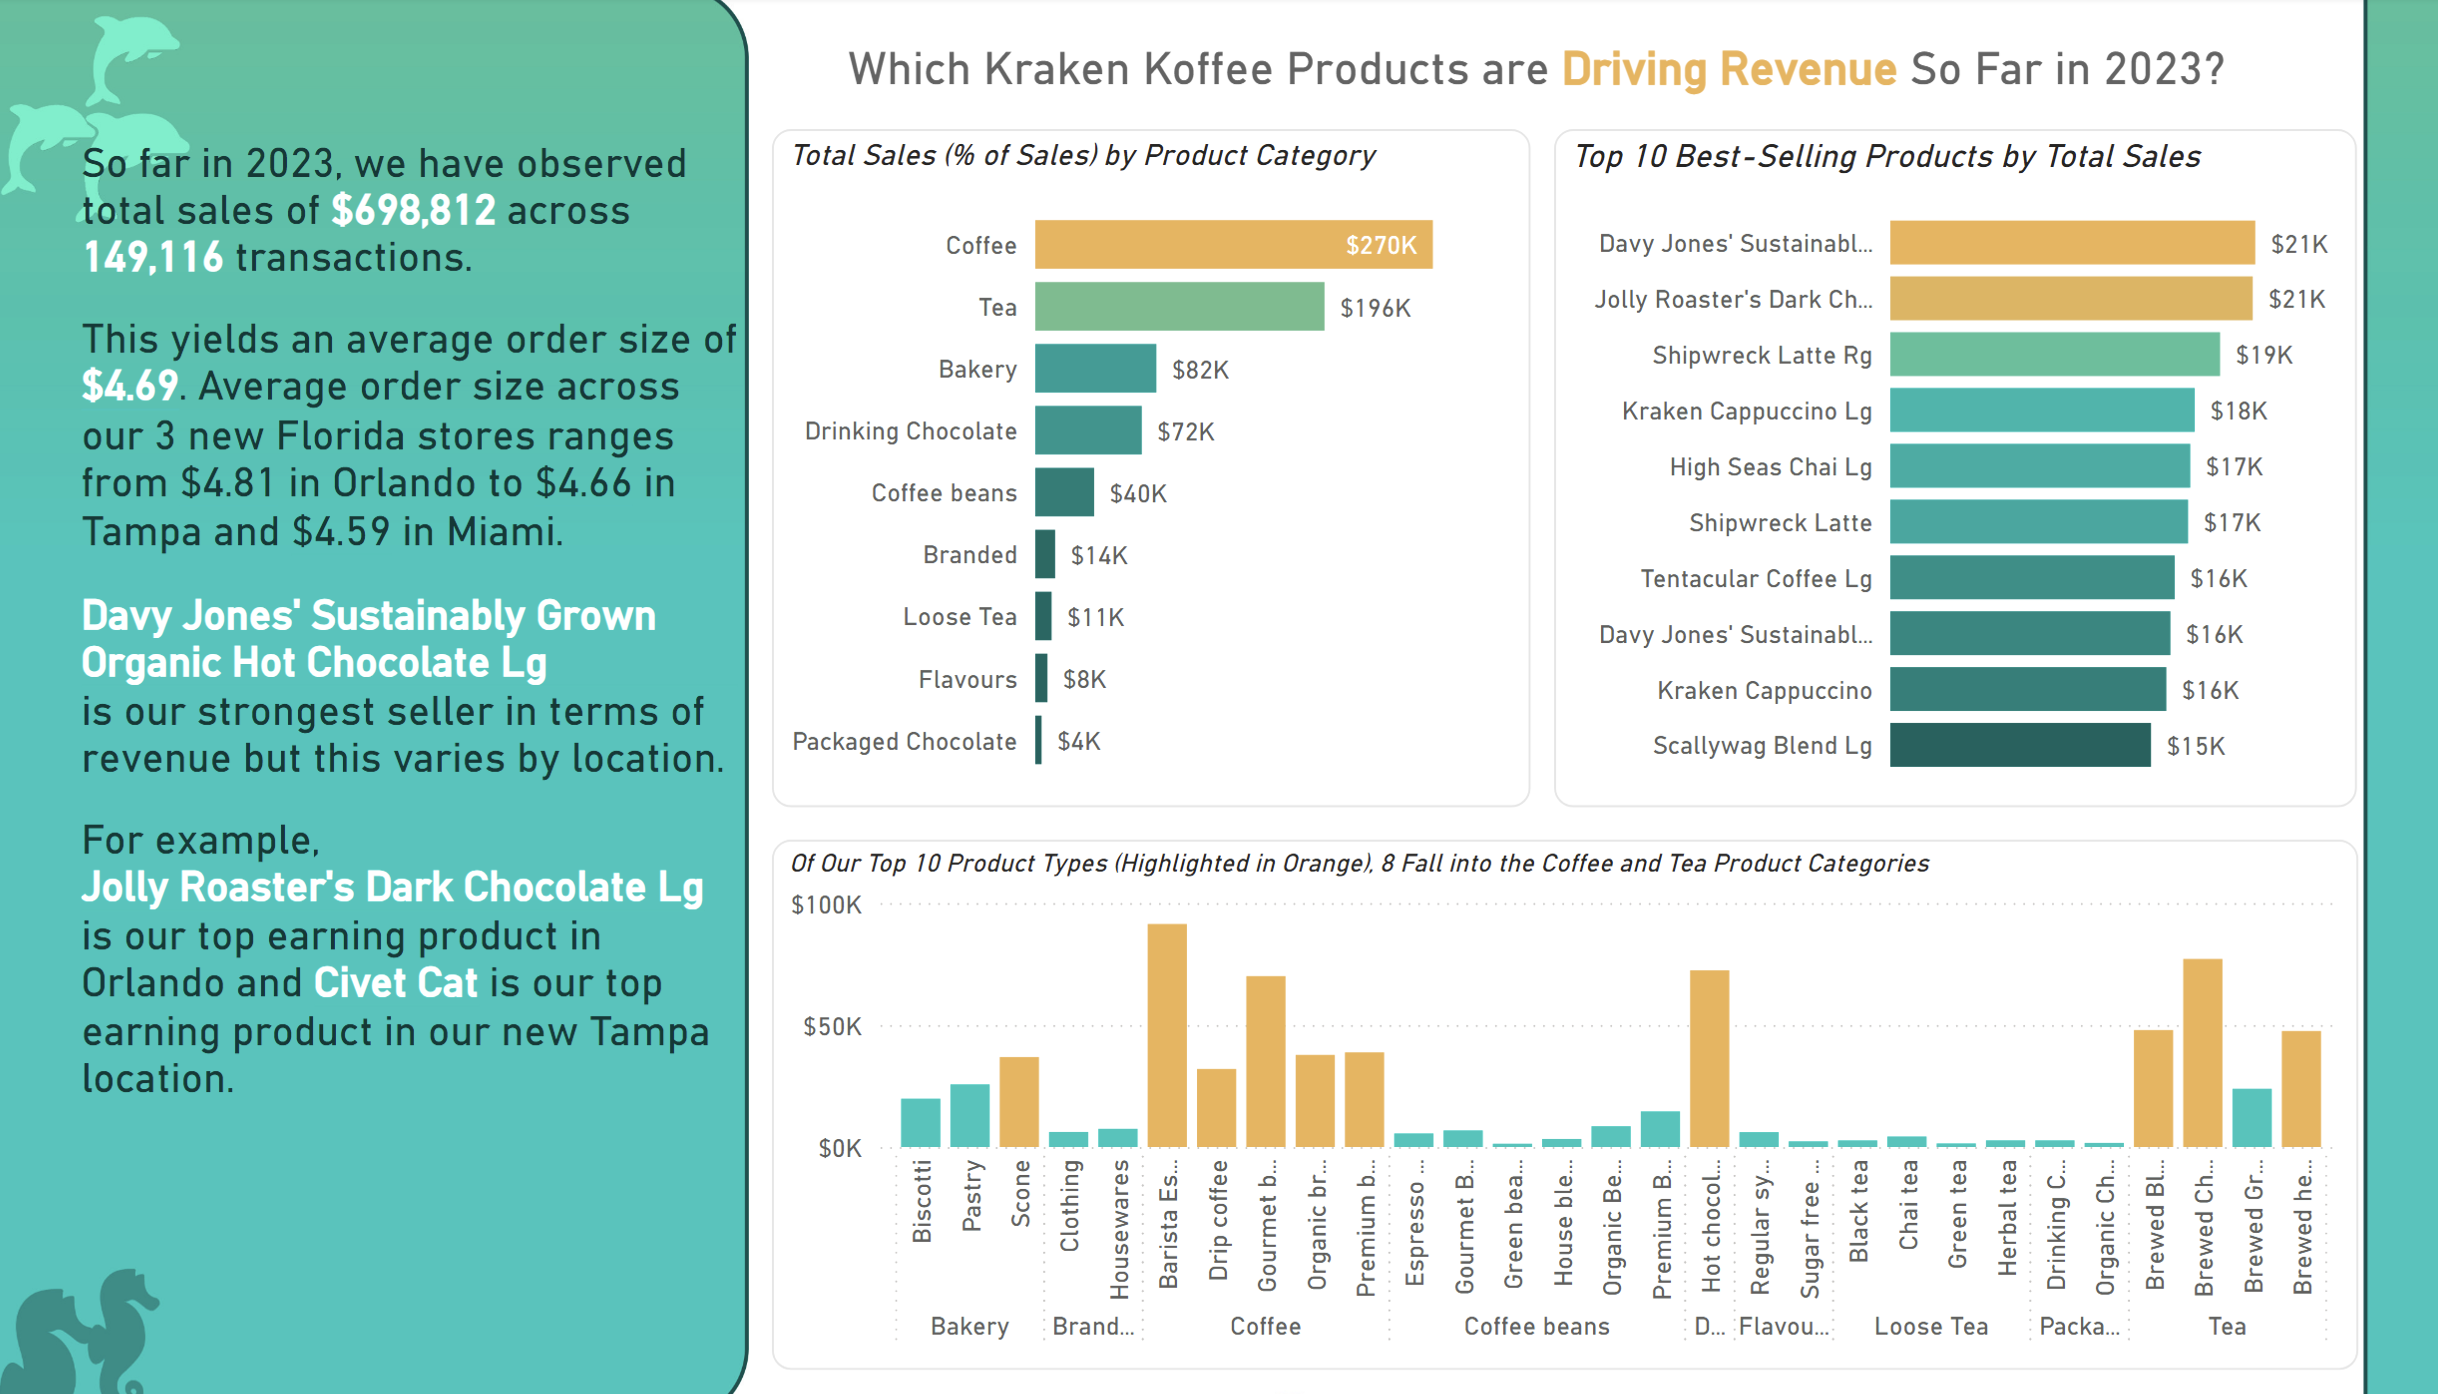 So far in 2023, we have observed
total sales of $698,812 across
149,116 transactions.
This yields an average order size of
$4.69. Average order size across
our 3 new Florida stores ranges
from $4.81 in Orlando to $4.66 in
Tampa and $4.59 in Miami.
Davy Jones' Sustainably Grown
Organic Hot Chocolate Lg
is our strongest seller in terms of
revenue but this varies by location.
For example,
Jolly Roaster's Dark Chocolate Lg
is our top earning product in
Orlando and Civet Cat is our top
earning product in our new Tampa
location.
Which Kraken Koffee Products are Driving Revenue So Far in 2023?
Total Sales (% of Sales) by Product Category
Coffee $270K
Tea $196K
Bakery $82K
Drinking Chocolate $72K
Coffee beans $40K
Branded $14K
Loose Tea $11K
Flavours $8K
Packaged Chocolate $4K
Top 10 Best-Selling Products by Total Sales
Davy Jones' Sustainabl... $21K
Jolly Roaster's Dark Ch... $21K
Shipwreck Latte Rg $19K
Kraken Cappuccino Lg $18K
High Seas Chai Lg $17K
Shipwreck Latte $17K
Tentacular Coffee Lg $16K
Davy Jones' Sustainabl... $16K
Kraken Cappuccino $16K
Scallywag Blend Lg $15K
Of Our Top 10 Product Types (Highlighted in Orange), 8 Fall into the Coffee and Tea Product Categories
$100K
$50K
$0K
Biscotti
Pastry
Scone
Clothing
Housewares
Barista Es...
Drip coffee
Gourmet b...
Organic br...
Premium b...
Espresso ...
Gourmet B...
Green bea...
House ble...
Organic Be...
Premium B...
Hot chocol...
Regular sy...
Sugar free ...
Black tea
Chai tea
Green tea
Herbal tea
Drinking C...
Organic Ch...
Brewed Bl...
Brewed Ch...
Brewed Gr...
Brewed he...
Bakery
Brand...
Coffee
Coffee beans
D...
Flavou...
Loose Tea
Packa...
Tea